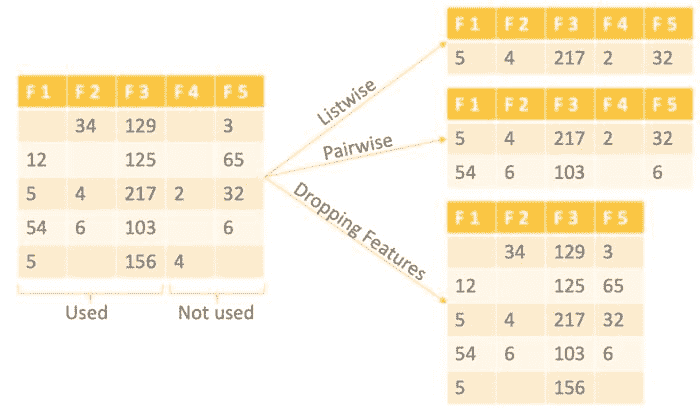 F 1 F 2 F 3 F 4 F 5
34 129 3
12 125 65
5 4 217 2 32
54 6 103 6
5 156 4
Used Not used
Listwise
Pairwise
Dropping Features
F 1 F 2 F 3 F 4 F 5
5 4 217 2 32
F 1 F 2 F 3 F 4 F 5
5 4 217 2 32
54 6 103 6
F 1 F 2 F 3 F 5
34 129 3
12 125 65
5 4 217 32
54 6 103 6
5 156